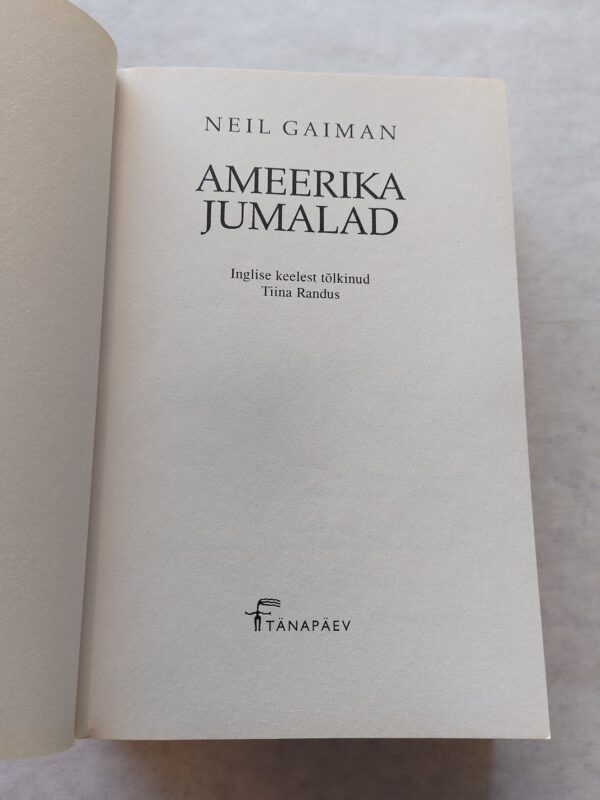 NEIL GAIMAN
AMEERIKA
JUMALAD
Inglise keelest tõlkinud
Tiina Randus
TÄNAPÄEV